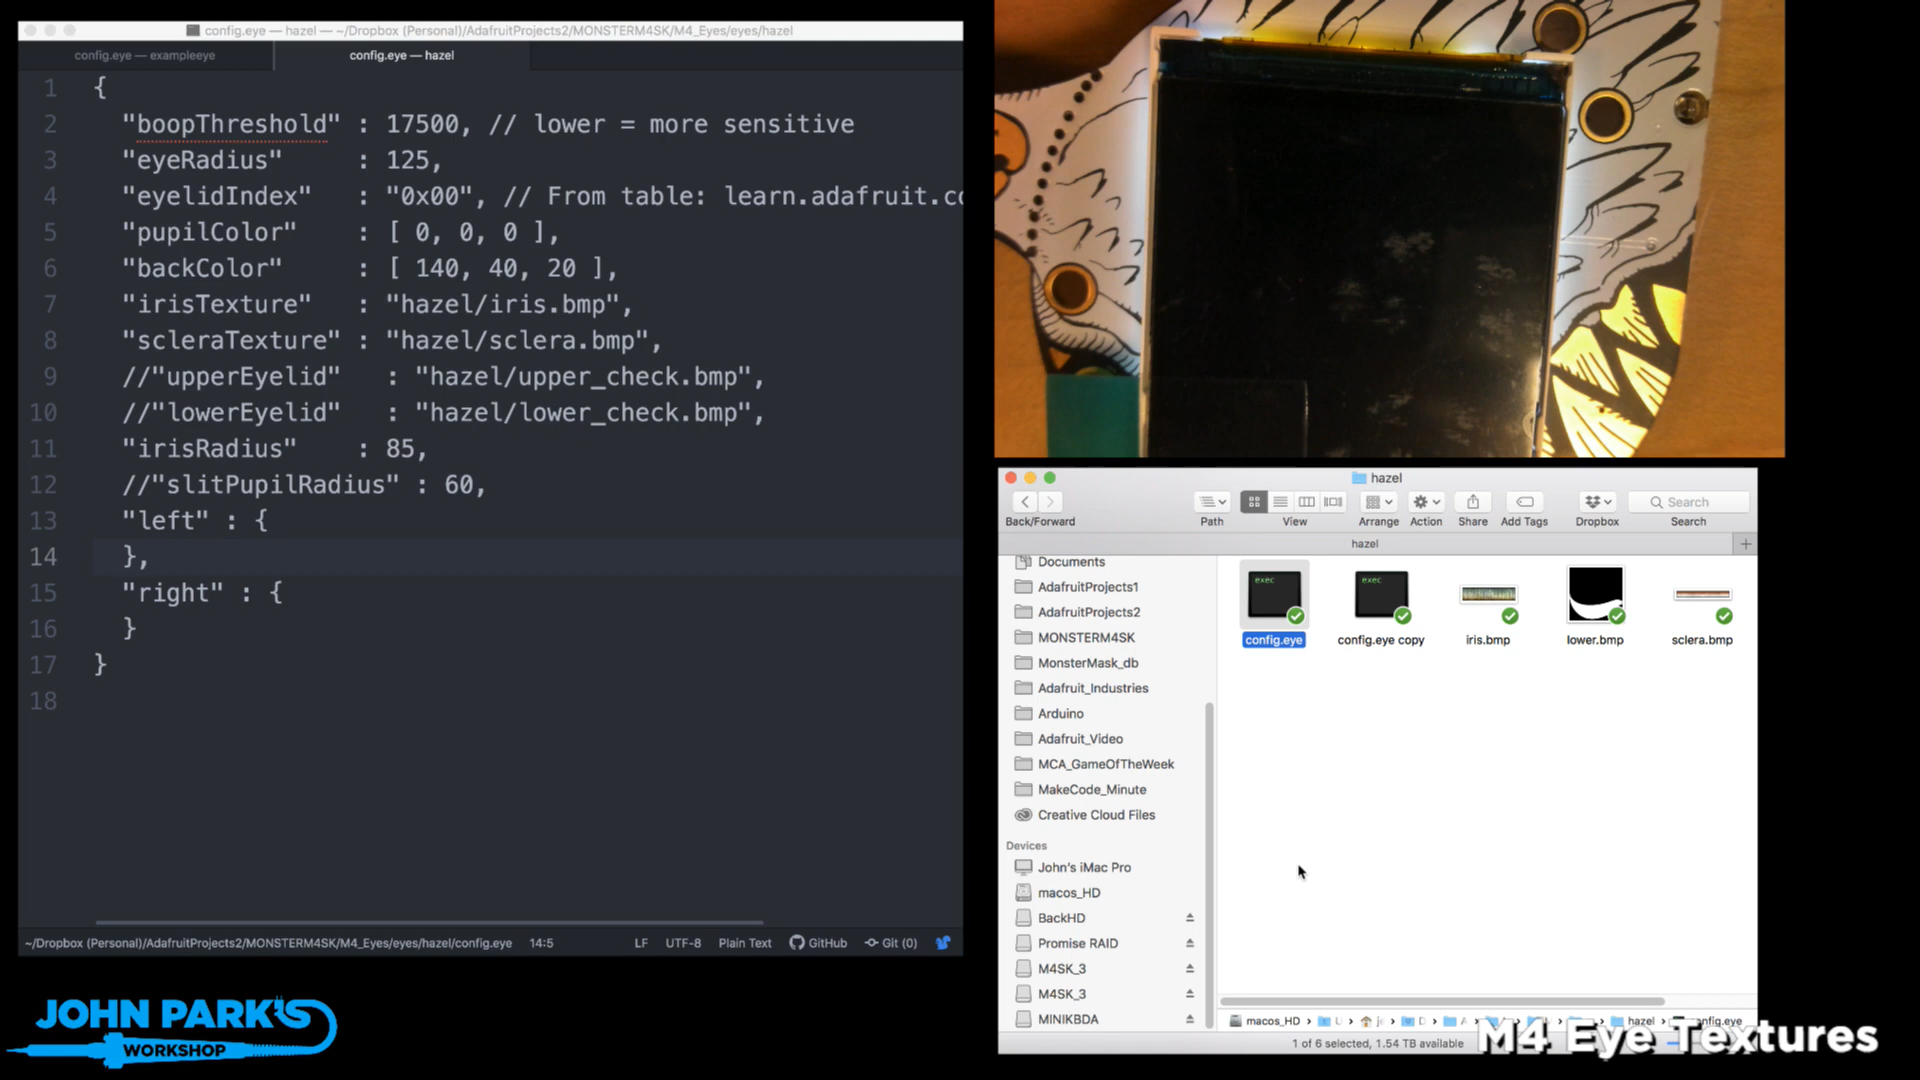 config.eye — hazel — ~/Dropbox (Personal)/AdafruitProjects2/MONSTERM4SK/M4_Eyes/eyes/hazel
config.eye — exampleeye
config.eye — hazel
1 {
2 "boopThreshold" : 17500, // lower = more sensitive
3 "eyeRadius" : 125,
4 "eyelidIndex" : "0x00", // From table: learn.adafruit.co
5 "pupilColor" : [ 0, 0, 0 ],
6 "backColor" : [ 140, 40, 20 ],
7 "irisTexture" : "hazel/iris.bmp",
8 "scleraTexture" : "hazel/sclera.bmp",
9 //"upperEyelid" : "hazel/upper_check.bmp",
10 //"lowerEyelid" : "hazel/lower_check.bmp",
11 "irisRadius" : 85,
12 //"slitPupilRadius" : 60,
13 "left" : {
14 },
15 "right" : {
16 }
17 }
18
~/Dropbox (Personal)/AdafruitProjects2/MONSTERM4SK/M4_Eyes/eyes/hazel/config.eye 14:5 LF UTF-8 Plain Text GitHub Git (0)
JOHN PARK'S
WORKSHOP
hazel
Search
Back/Forward Path View Arrange Action Share Add Tags Dropbox Search
hazel
Documents
AdafruitProjects1
AdafruitProjects2
MONSTERM4SK
MonsterMask_db
Adafruit_Industries
Arduino
Adafruit_Video
MCA_GameOfTheWeek
MakeCode_Minute
Creative Cloud Files
Devices
John's iMac Pro
macos_HD
BackHD
Promise RAID
M4SK_3
M4SK_3
MINIKBDA
exec
exec
config.eye
config.eye copy
iris.bmp
lower.bmp
sclera.bmp
macos_HD › U › je › D › A › › › › hazel ›
1 of 6 selected, 1.54 TB available
M4 Eye Textures